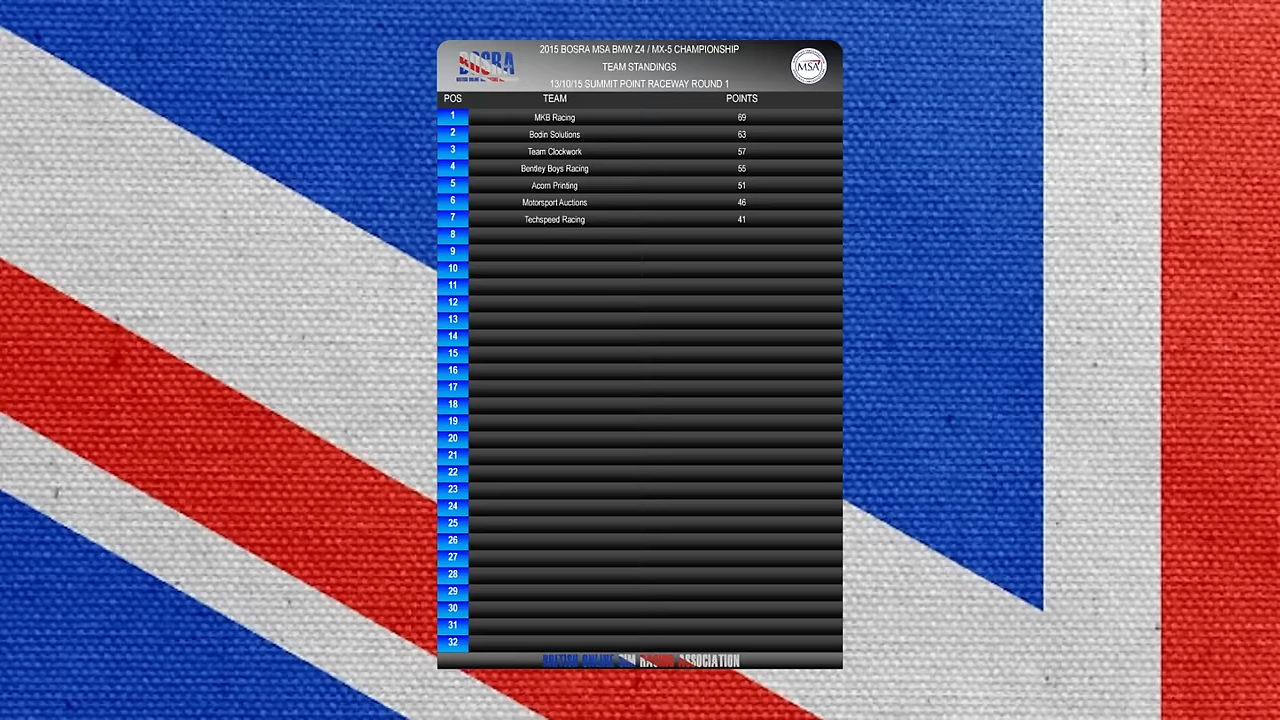 BOSRA
2015 BOSRA MSA BMW Z4 / MX-5 CHAMPIONSHIP
TEAM STANDINGS
13/10/15 SUMMIT POINT RACEWAY ROUND 1
MSA
POS TEAM POINTS
1 MKB Racing 69
2 Bodin Solutions 63
3 Team Clockwork 57
4 Bentley Boys Racing 55
5 Acorn Printing 51
6 Motorsport Auctions 46
7 Techspeed Racing 41
8
9
10
11
12
13
14
15
16
17
18
19
20
21
22
23
24
25
26
27
28
29
30
31
32
BRITISH ONLINE SIM RACING ASSOCIATION